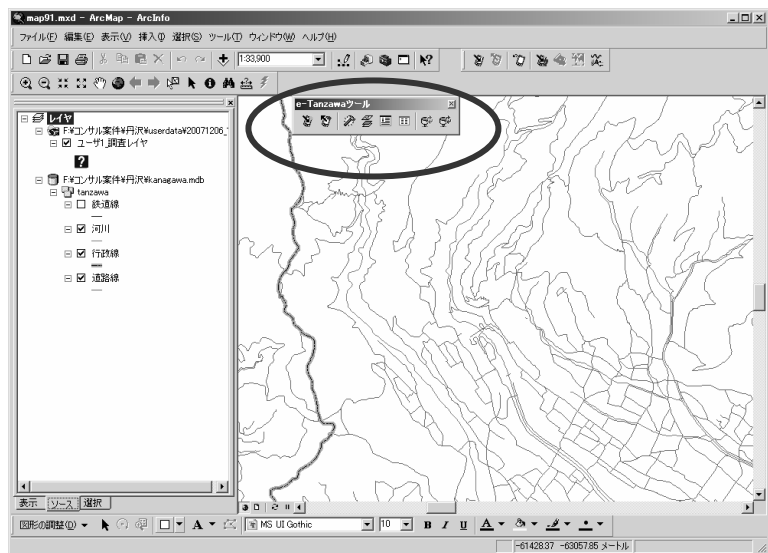 map91.mxd - ArcMap - ArcInfo
ファイル(F) 編集(E) 表示(V) 挿入(I) 選択(S) ツール(T) ウィンドウ(W) ヘルプ(H)
1:33,900
e-Tanzawaツール
レイヤ
F:¥コンサル案件¥丹沢¥userdata¥20071206_
ユーザ1_調査レイヤ
?
F:¥コンサル案件¥丹沢¥kanagawa.mdb
tanzawa
鉄道線
河川
行政線
道路線
表示 ソース 選択
図形の調整(D) A MS UI Gothic 10 B I U A
-61428.37 -63057.85 メートル